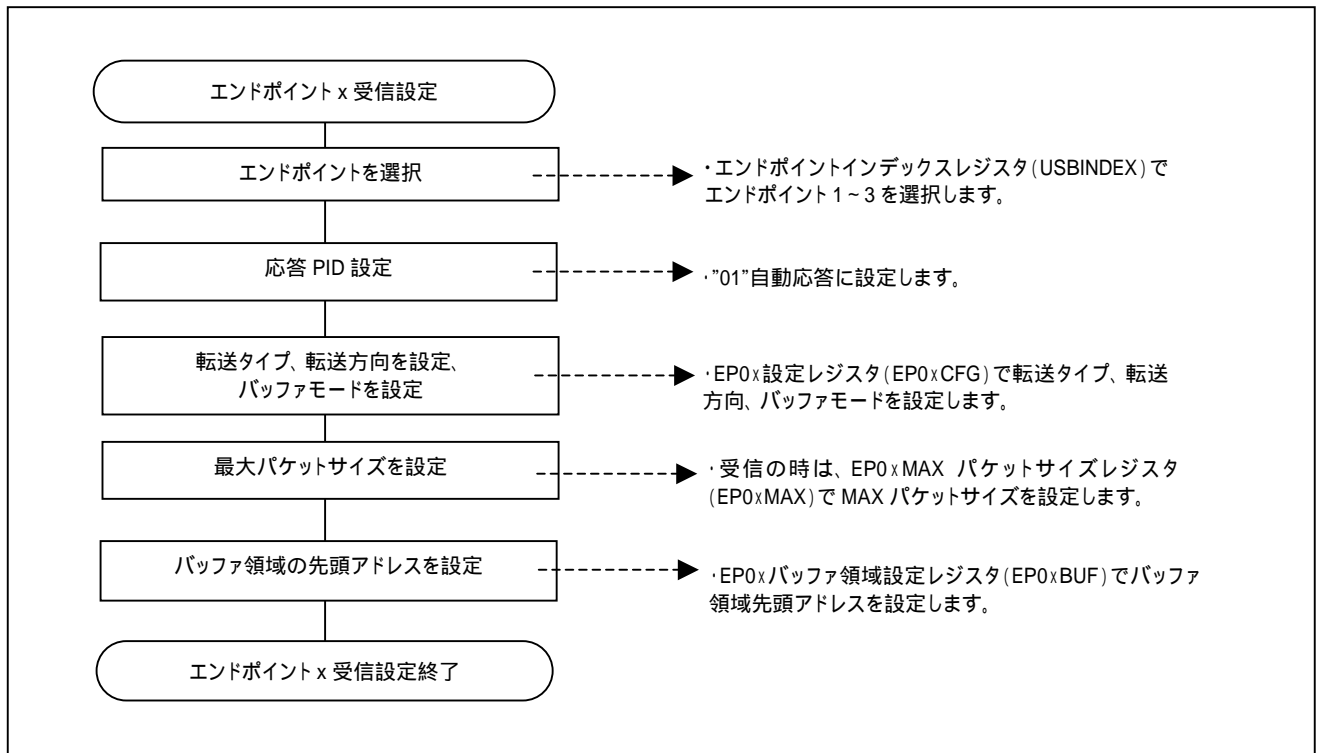 エンドポイント x 受信設定
エンドポイントを選択
・エンドポイントインデックスレジスタ(USBINDEX)で
エンドポイント 1 ~ 3 を選択します。
応答 PID 設定
・”01”自動応答に設定します。
転送タイプ、転送方向を設定、
バッファモードを設定
・EP0x設定レジスタ(EP0xCFG)で転送タイプ、転送
方向、バッファモードを設定します。
最大パケットサイズを設定
・受信の時は、EP0xMAX パケットサイズレジスタ
(EP0xMAX)で MAX パケットサイズを設定します。
バッファ領域の先頭アドレスを設定
・EP0xバッファ領域設定レジスタ(EP0xBUF)でバッファ
領域先頭アドレスを設定します。
エンドポイント x 受信設定終了